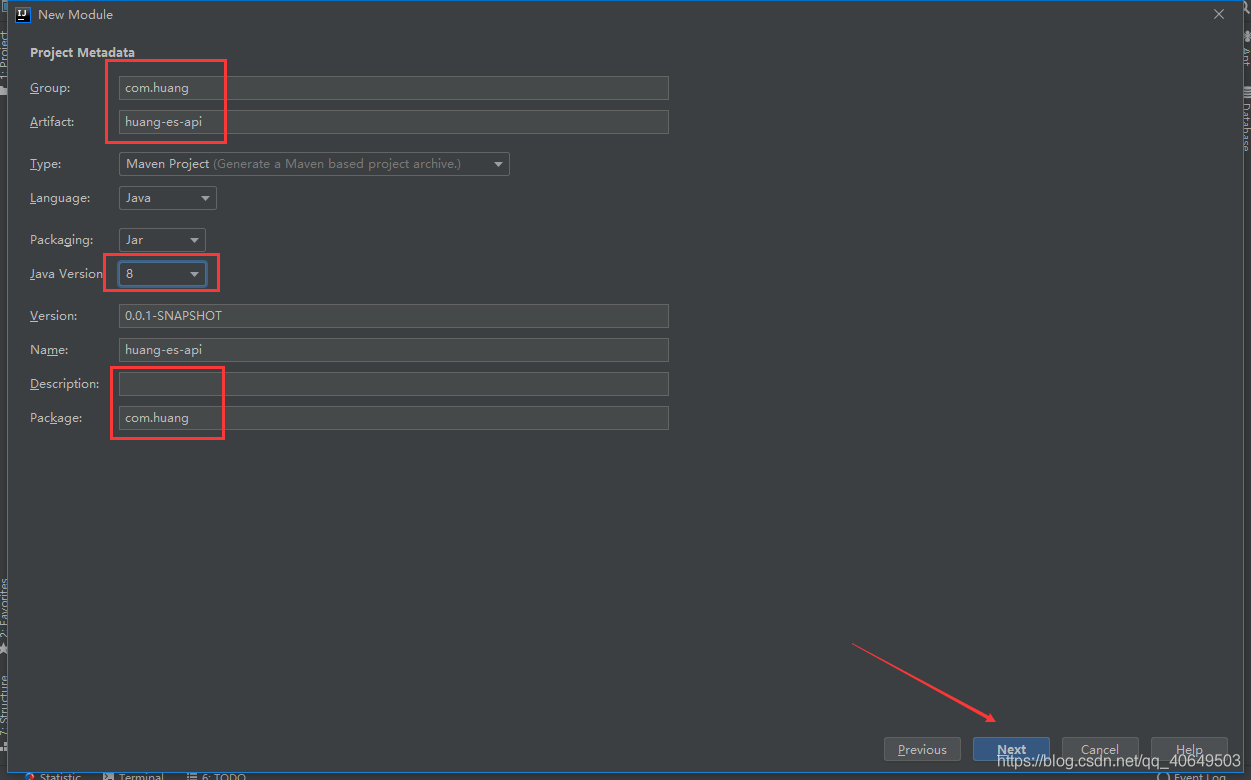 New Module
Project Metadata
Group: com.huang
Artifact: huang-es-api
Type: Maven Project (Generate a Maven based project archive.)
Language: Java
Packaging: Jar
Java Version 8
Version: 0.0.1-SNAPSHOT
Name: huang-es-api
Description:
Package: com.huang
Previous Next Cancel Help
https://blog.csdn.net/qq_40649503
1: Project
2: Favorites
7: Structure
Ant
Database
Statistic Terminal 6: TODO Event Log